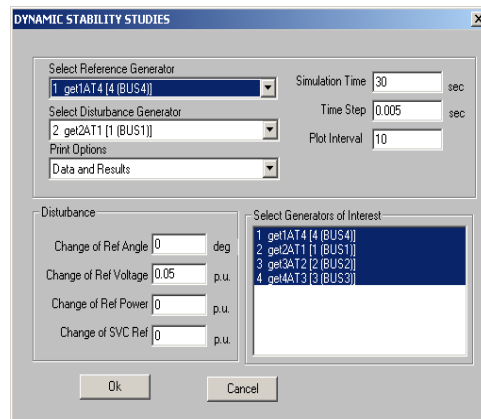 DYNAMIC STABILITY STUDIES
Select Reference Generator
1 get1AT4 [4 (BUS4)]
Select Disturbance Generator
2 get2AT1 [1 (BUS1)]
Print Options
Data and Results
Simulation Time 30 sec
Time Step 0.005 sec
Plot Interval 10
Disturbance
Change of Ref Angle 0 deg
Change of Ref Voltage 0.05 p.u.
Change of Ref Power 0 p.u.
Change of SVC Ref 0 p.u.
Select Generators of Interest
1 get1AT4 [4 (BUS4)]
2 get2AT1 [1 (BUS1)]
3 get3AT2 [2 (BUS2)]
4 get4AT3 [3 (BUS3)]
Ok
Cancel